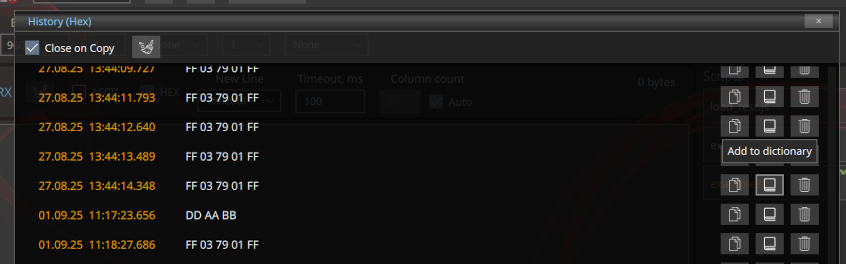 History (Hex)
Close on Copy
None
1
None
27.08.25 13:44:09.727 FF 03 79 01 FF
RX
HEX
New Line
Timeout, ms
Column count
0 bytes
27.08.25 13:44:11.793 FF 03 79 01 FF
100
Auto
27.08.25 13:44:12.640 FF 03 79 01 FF
27.08.25 13:44:13.489 FF 03 79 01 FF
Add to dictionary
27.08.25 13:44:14.348 FF 03 79 01 FF
01.09.25 11:17:23.656 DD AA BB
01.09.25 11:18:27.686 FF 03 79 01 FF